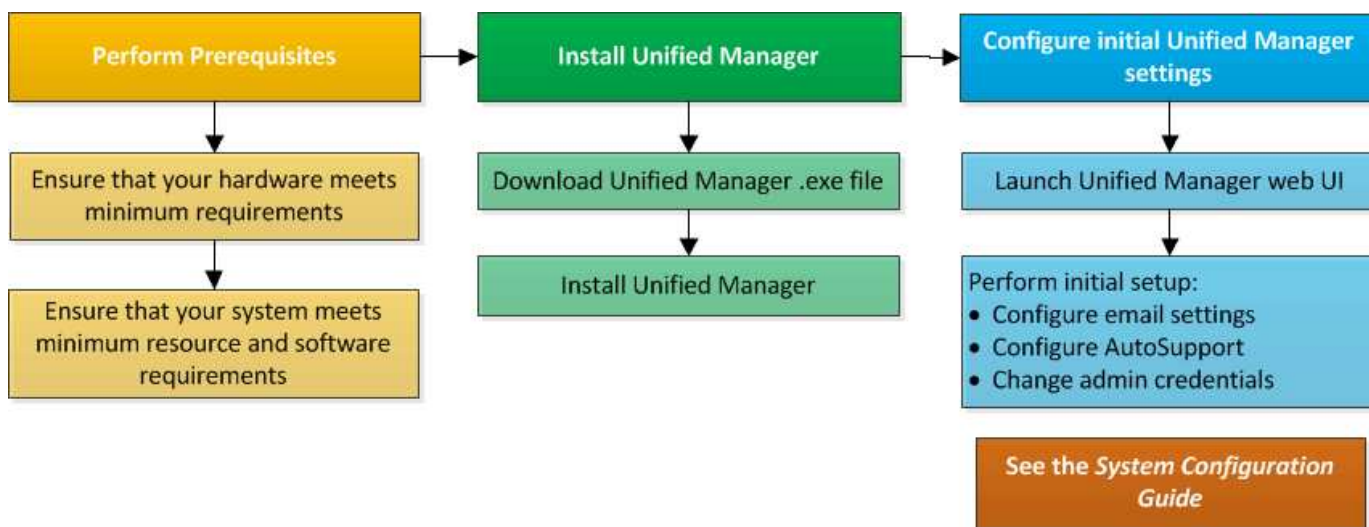 Perform Prerequisites
Ensure that your hardware meets
minimum requirements
Ensure that your system meets
minimum resource and software
requirements
Install Unified Manager
Download Unified Manager .exe file
Install Unified Manager
Configure initial Unified Manager
settings
Launch Unified Manager web UI
Perform initial setup:
• Configure email settings
• Configure AutoSupport
• Change admin credentials
See the System Configuration
Guide